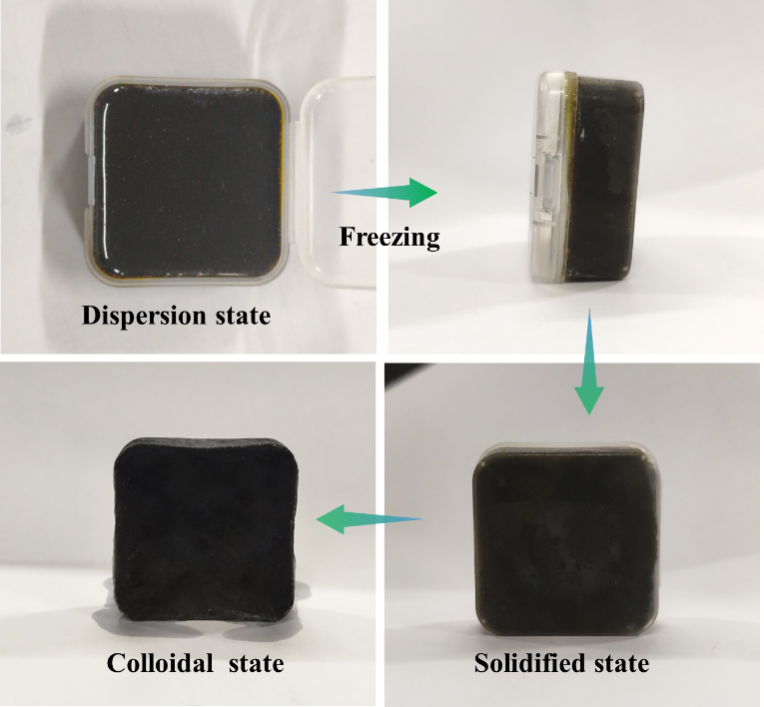 Freezing
Dispersion state
Colloidal state
Solidified state